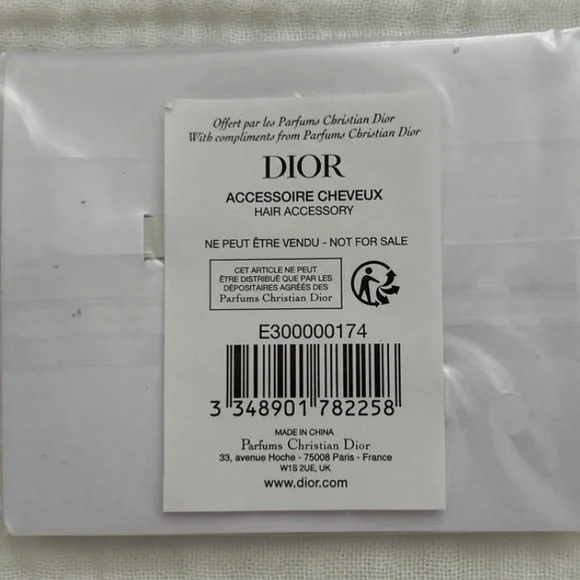 Offert par les Parfums Christian Dior
With compliments from Parfums Christian Dior
DIOR
ACCESSOIRE CHEVEUX
HAIR ACCESSORY
NE PEUT ÊTRE VENDU - NOT FOR SALE
CET ARTICLE NE PEUT
ÊTRE DISTRIBUÉ QUE PAR LES
DÉPOSITAIRES AGRÉÉS DES
Parfums Christian Dior
E300000174
3 348901 782258
MADE IN CHINA
Parfums Christian Dior
33, avenue Hoche - 75008 Paris - France
W1S 2UE, UK
www.dior.com